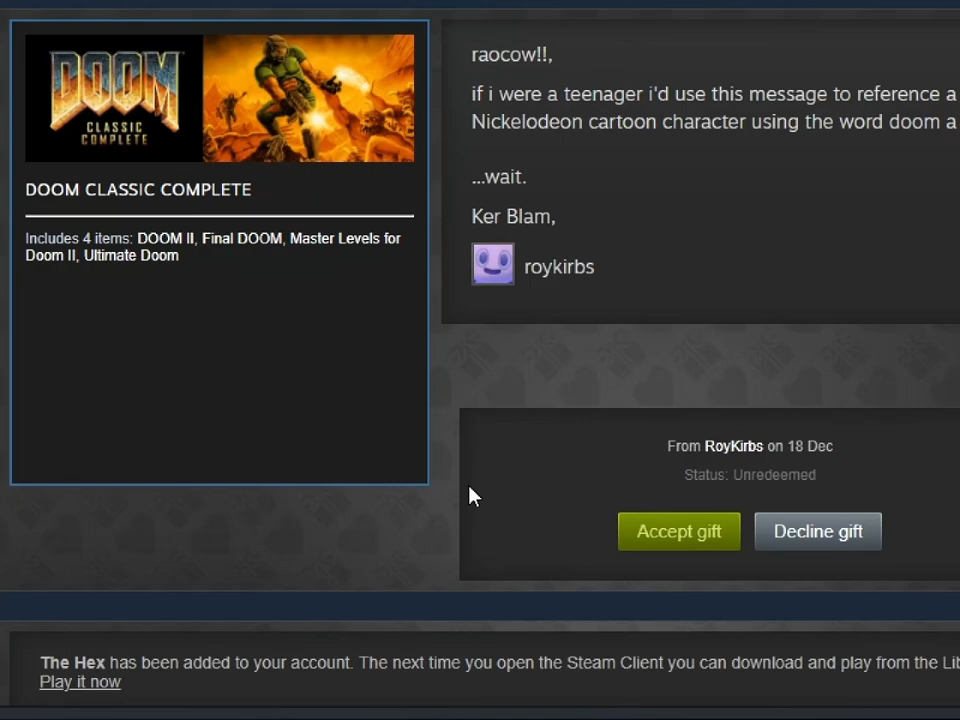 DOOM
CLASSIC
COMPLETE
DOOM CLASSIC COMPLETE
Includes 4 items: DOOM II, Final DOOM, Master Levels for
Doom II, Ultimate Doom
raocow!!,
if i were a teenager i'd use this message to reference a
Nickelodeon cartoon character using the word doom a
...wait.
Ker Blam,
roykirbs
From RoyKirbs on 18 Dec
Status: Unredeemed
Accept gift
Decline gift
The Hex has been added to your account. The next time you open the Steam Client you can download and play from the
Play it now